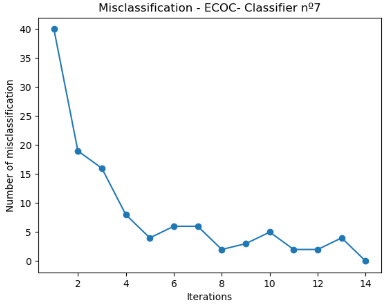 Misclassification - ECOC- Classifier nº7
Number of misclassification
40
35
30
25
20
15
10
5
0
2 4 6 8 10 12 14
Iterations